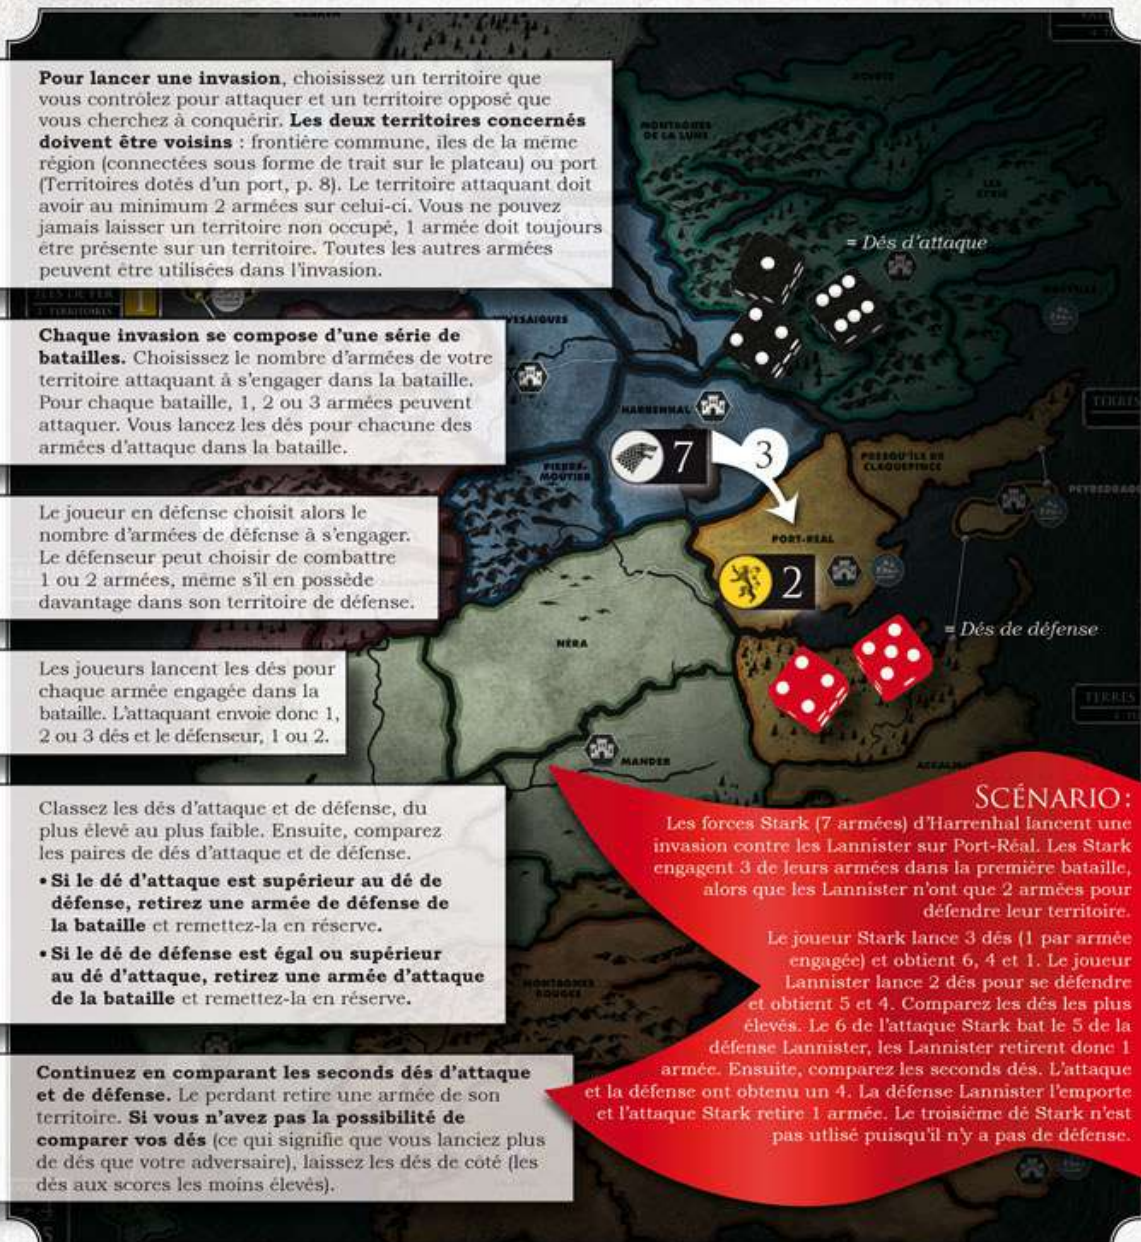 Pour lancer une invasion, choisissez un territoire que
vous contrôlez pour attaquer et un territoire opposé que
vous cherchez à conquérir. Les deux territoires concernés
doivent être voisins : frontière commune, îles de la même
région (connectées sous forme de trait sur le plateau) ou port
(Territoires dotés d'un port, p. 8). Le territoire attaquant doit
avoir au minimum 2 armées sur celui-ci. Vous ne pouvez
jamais laisser un territoire non occupé, 1 armée doit toujours
être présente sur un territoire. Toutes les autres armées
peuvent être utilisées dans l'invasion.
MONTAGNES
DE LA LUNE
= Dés d'attaque
Chaque invasion se compose d'une série de
batailles. Choisissez le nombre d'armées de votre
territoire attaquant à s'engager dans la bataille.
Pour chaque bataille, 1, 2 ou 3 armées peuvent
attaquer. Vous lancez les dés pour chacune des
armées d'attaque dans la bataille.
HARRENHAL
7
3
PIERRE-
MOUTIER
PRESQU'ÎLE DE
CLAQUEPINCE
PORT-RÉAL
2
Le joueur en défense choisit alors le
nombre d'armées de défense à s'engager.
Le défenseur peut choisir de combattre
1 ou 2 armées, même s'il en possède
davantage dans son territoire de défense.
NÉRA
= Dés de défense
Les joueurs lancent les dés pour
chaque armée engagée dans la
bataille. L'attaquant envoie donc 1,
2 ou 3 dés et le défenseur, 1 ou 2.
MANDER
Classez les dés d'attaque et de défense, du
plus élevé au plus faible. Ensuite, comparez
les paires de dés d'attaque et de défense.
• Si le dé d'attaque est supérieur au dé de
défense, retirez une armée de défense de
la bataille et remettez-la en réserve.
• Si le dé de défense est égal ou supérieur
au dé d'attaque, retirez une armée d'attaque
de la bataille et remettez-la en réserve.
MONTAGNES
ROUGES
Continuez en comparant les seconds dés d'attaque
et de défense. Le perdant retire une armée de son
territoire. Si vous n'avez pas la possibilité de
comparer vos dés (ce qui signifie que vous lanciez plus
de dés que votre adversaire), laissez les dés de côté (les
dés aux scores les moins élevés).
SCÉNARIO :
Les forces Stark (7 armées) d'Harrenhal lancent une
invasion contre les Lannister sur Port-Réal. Les Stark
engagent 3 de leurs armées dans la première bataille,
alors que les Lannister n'ont que 2 armées pour
défendre leur territoire.
Le joueur Stark lance 3 dés (1 par armée
engagée) et obtient 6, 4 et 1. Le joueur
Lannister lance 2 dés pour se défendre
et obtient 5 et 4. Comparez les dés les plus
élevés. Le 6 de l'attaque Stark bat le 5 de la
défense Lannister, les Lannister retirent donc 1
armée. Ensuite, comparez les seconds dés. L'attaque
et la défense ont obtenu un 4. La défense Lannister l'emporte
et l'attaque Stark retire 1 armée. Le troisième dé Stark n'est
pas utlisé puisqu'il n'y a pas de défense.